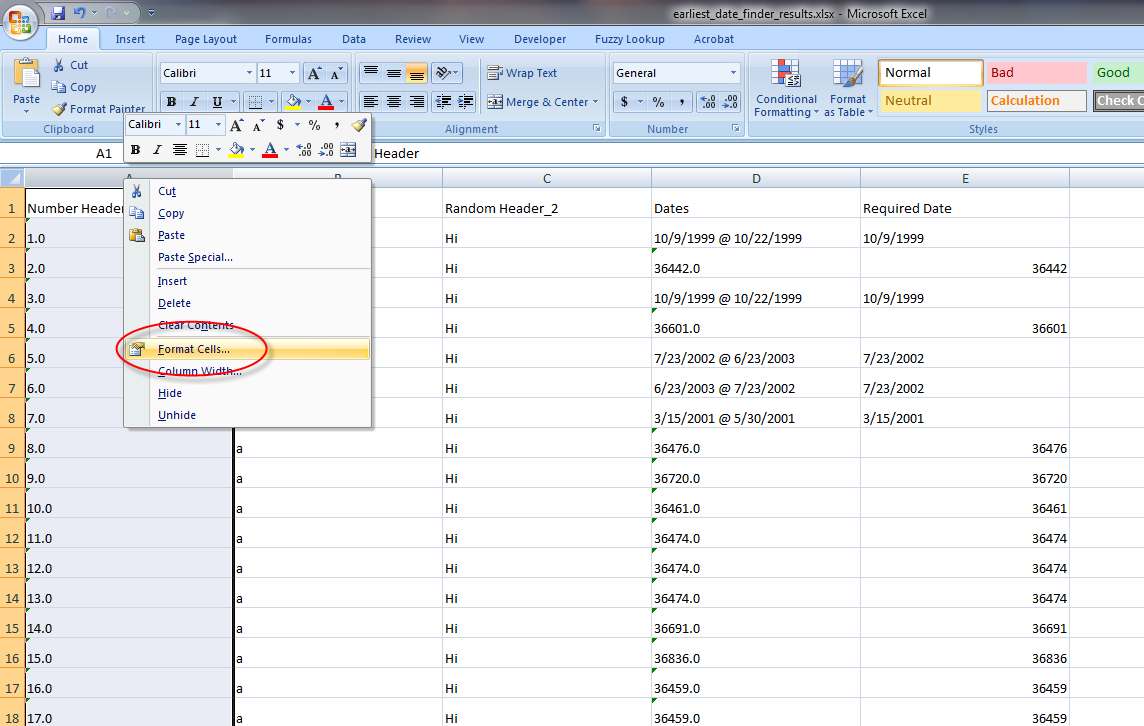 earliest_date_finder_results.xlsx - Microsoft Excel
Home Insert Page Layout Formulas Data Review View Developer Fuzzy Lookup Acrobat
Paste
Cut
Copy
Format Painter
Clipboard
Calibri 11 A A
B I U A
Wrap Text
Merge & Center
Alignment
General
$ % , .00 .00
Number
Conditional Formatting
Format as Table
Normal Bad Good
Neutral Calculation Check C
Styles
Calibri 11 A A $ % ,
B I A .00 .00
A1 Header
A B C D E
1 Number Header Random Header_2 Dates Required Date
2 1.0 Hi 10/9/1999 @ 10/22/1999 10/9/1999
3 2.0 Hi 36442.0 36442
4 3.0 Hi 10/9/1999 @ 10/22/1999 10/9/1999
5 4.0 Hi 36601.0 36601
6 5.0 Hi 7/23/2002 @ 6/23/2003 7/23/2002
7 6.0 Hi 6/23/2003 @ 7/23/2002 7/23/2002
8 7.0 Hi 3/15/2001 @ 5/30/2001 3/15/2001
9 8.0 a Hi 36476.0 36476
10 9.0 a Hi 36720.0 36720
11 10.0 a Hi 36461.0 36461
12 11.0 a Hi 36474.0 36474
13 12.0 a Hi 36474.0 36474
14 13.0 a Hi 36474.0 36474
15 14.0 a Hi 36691.0 36691
16 15.0 a Hi 36836.0 36836
17 16.0 a Hi 36459.0 36459
18 17.0 a Hi 36459.0 36459
Cut
Copy
Paste
Paste Special...
Insert
Delete
Clear Contents
Format Cells...
Column Width...
Hide
Unhide